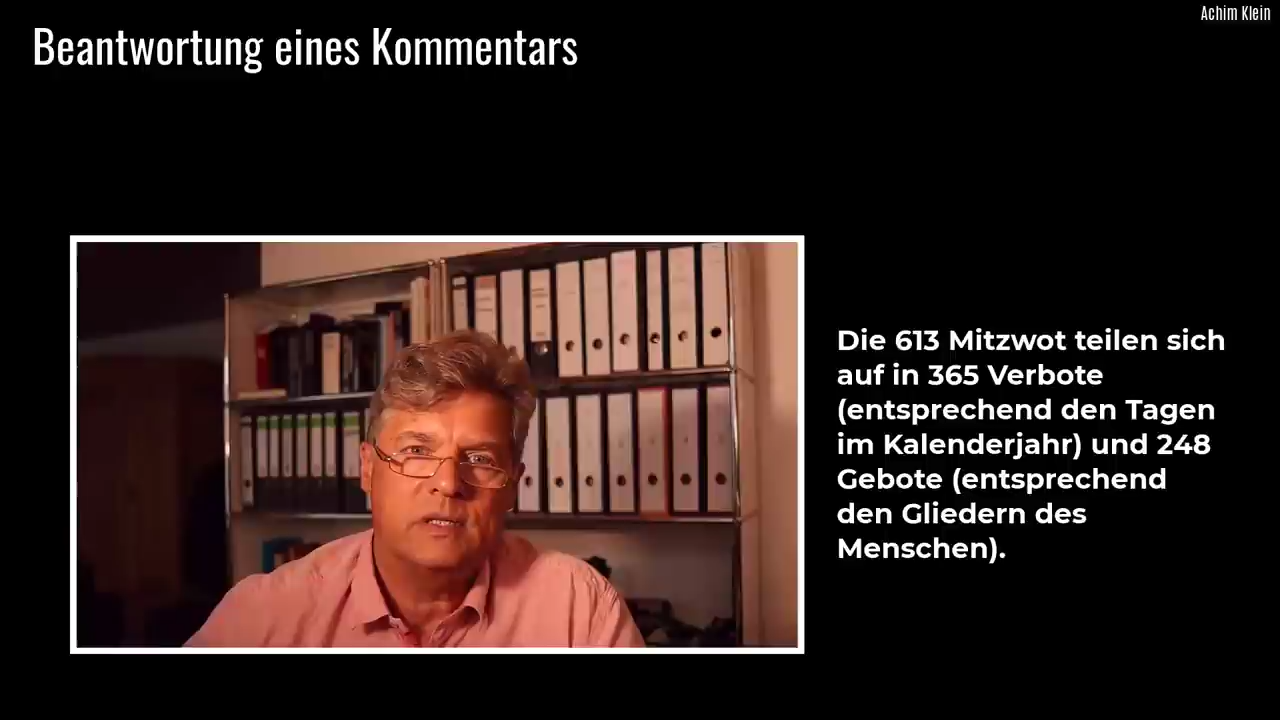 Achim Klein
Beantwortung eines Kommentars
Die 613 Mitzwot teilen sich
auf in 365 Verbote
(entsprechend den Tagen
im Kalenderjahr) und 248
Gebote (entsprechend
den Gliedern des
Menschen).